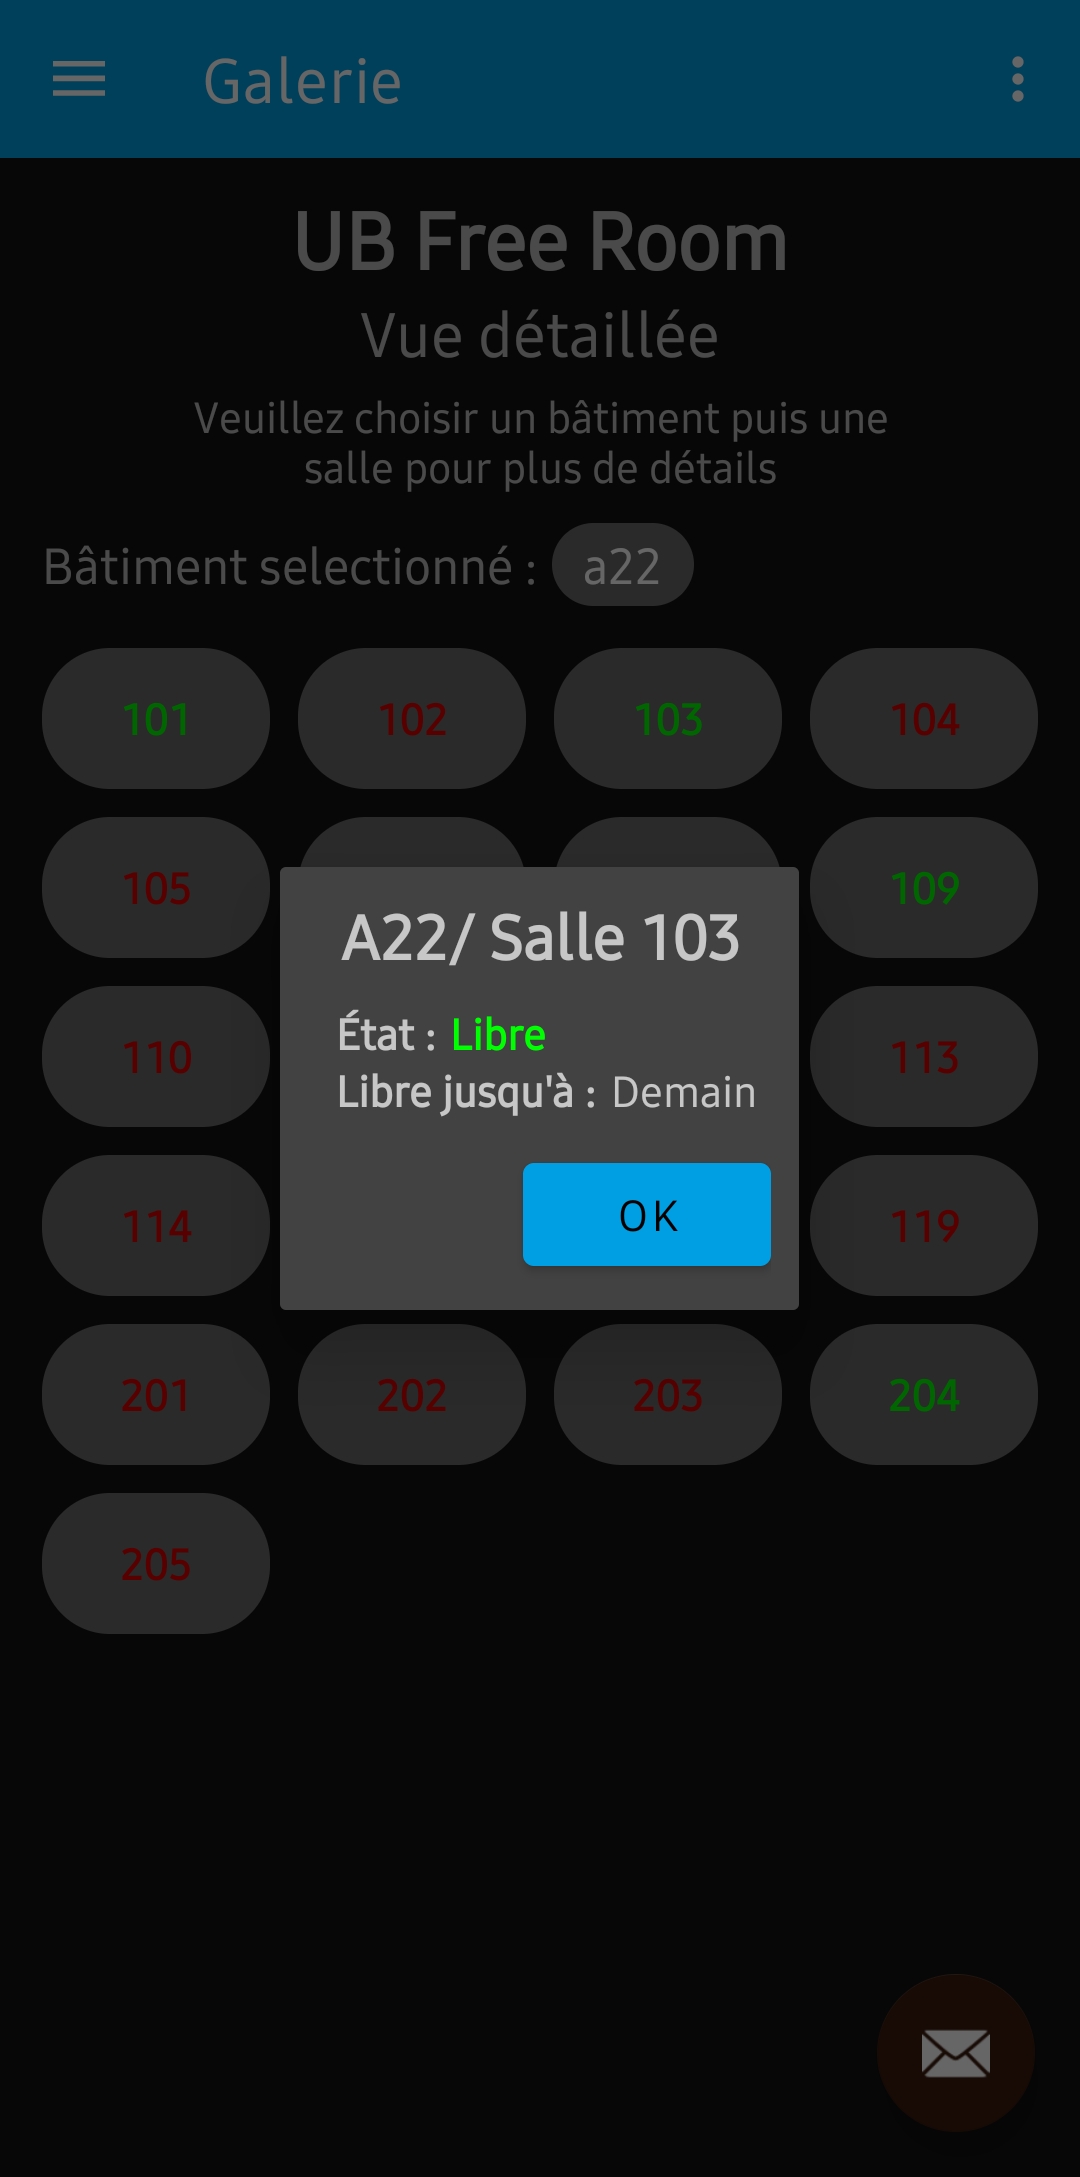 Galerie
UB Free Room
Vue détaillée
Veuillez choisir un bâtiment puis une
salle pour plus de détails
Bâtiment selectionné : a22
101 102 103 104
105 109
A22/ Salle 103
État : Libre
Libre jusqu'à : Demain
OK
110 113
114 119
201 202 203 204
205